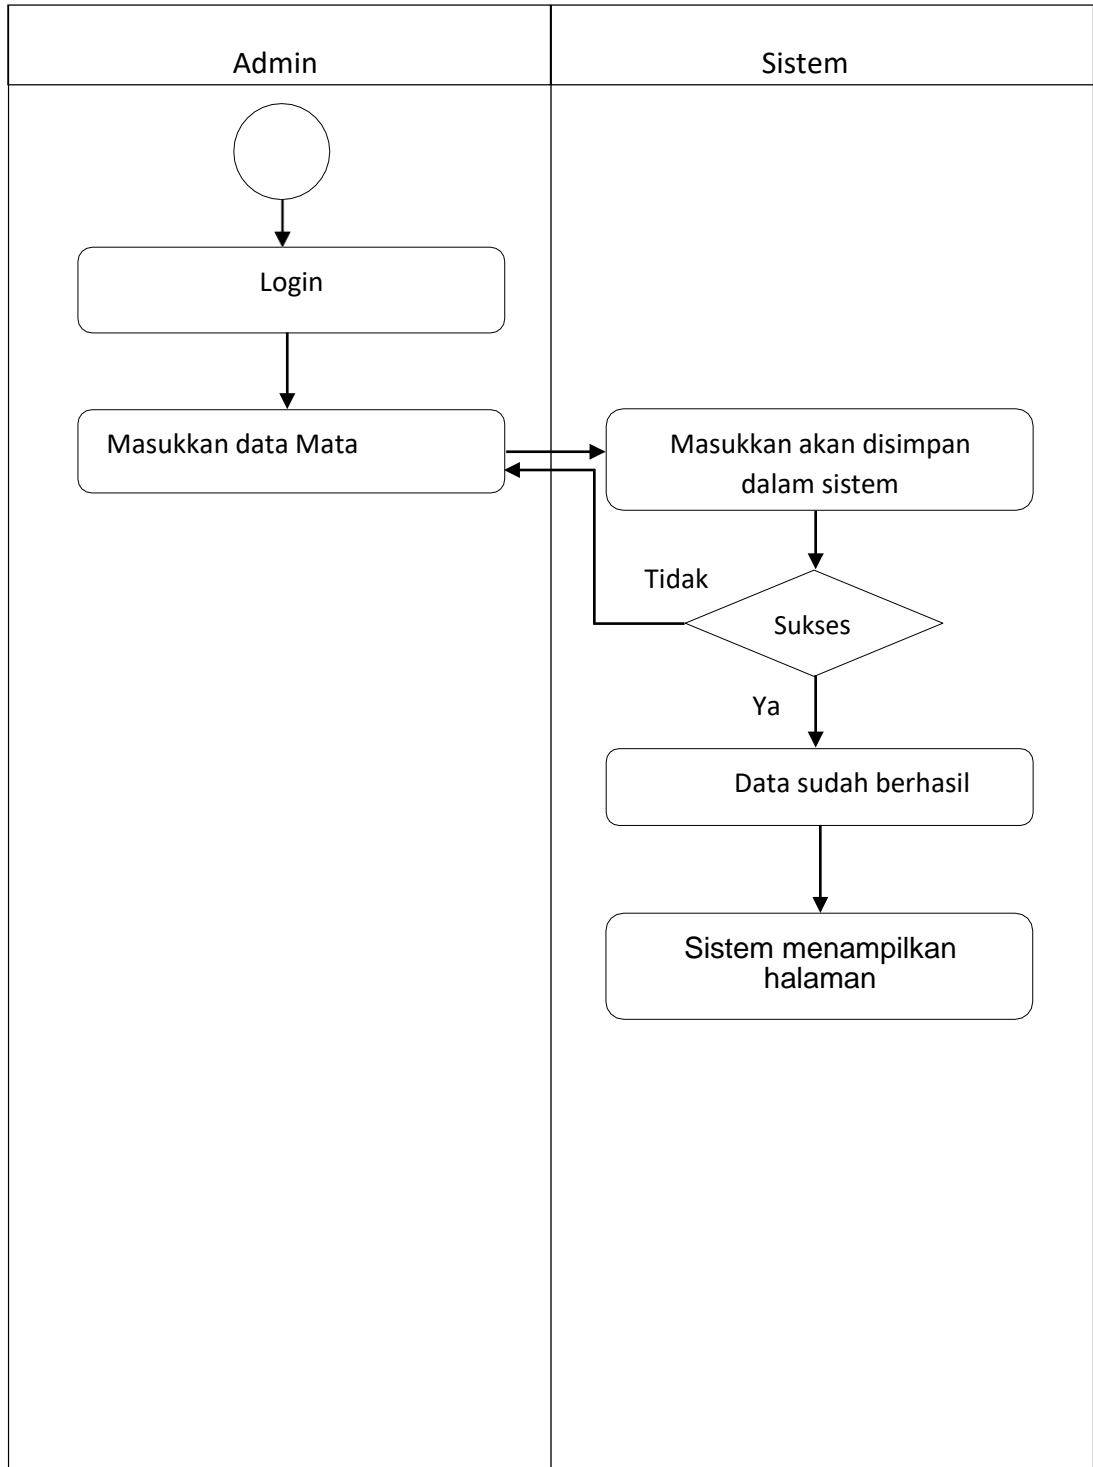 Admin
Sistem
Login
Masukkan data Mata
Masukkan akan disimpan
dalam sistem
Tidak
Sukses
Ya
Data sudah berhasil
Sistem menampilkan
halaman